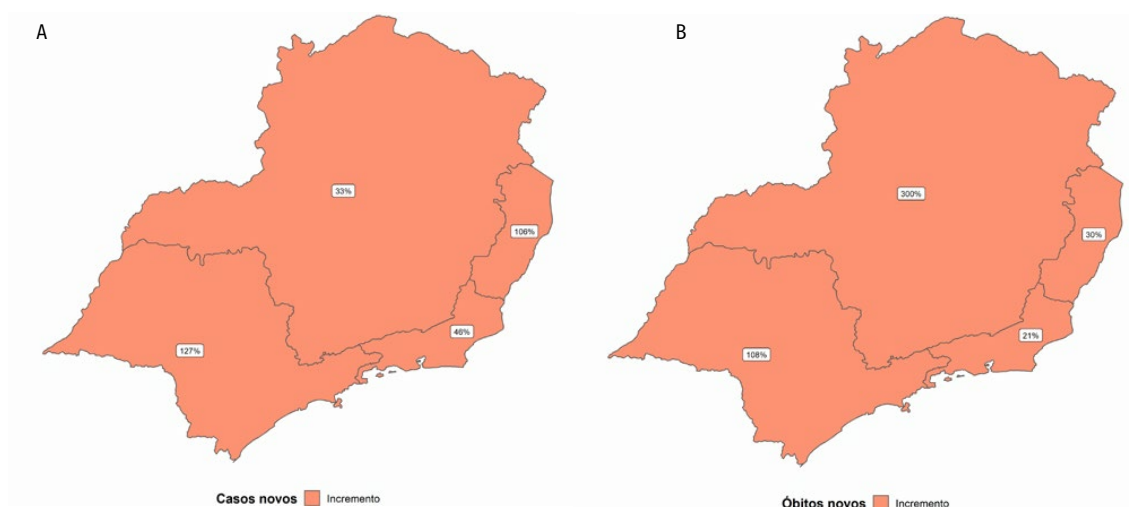 A
33%
106%
46%
127%
Casos novos Incremento
B
300%
30%
21%
108%
Óbitos novos Incremento